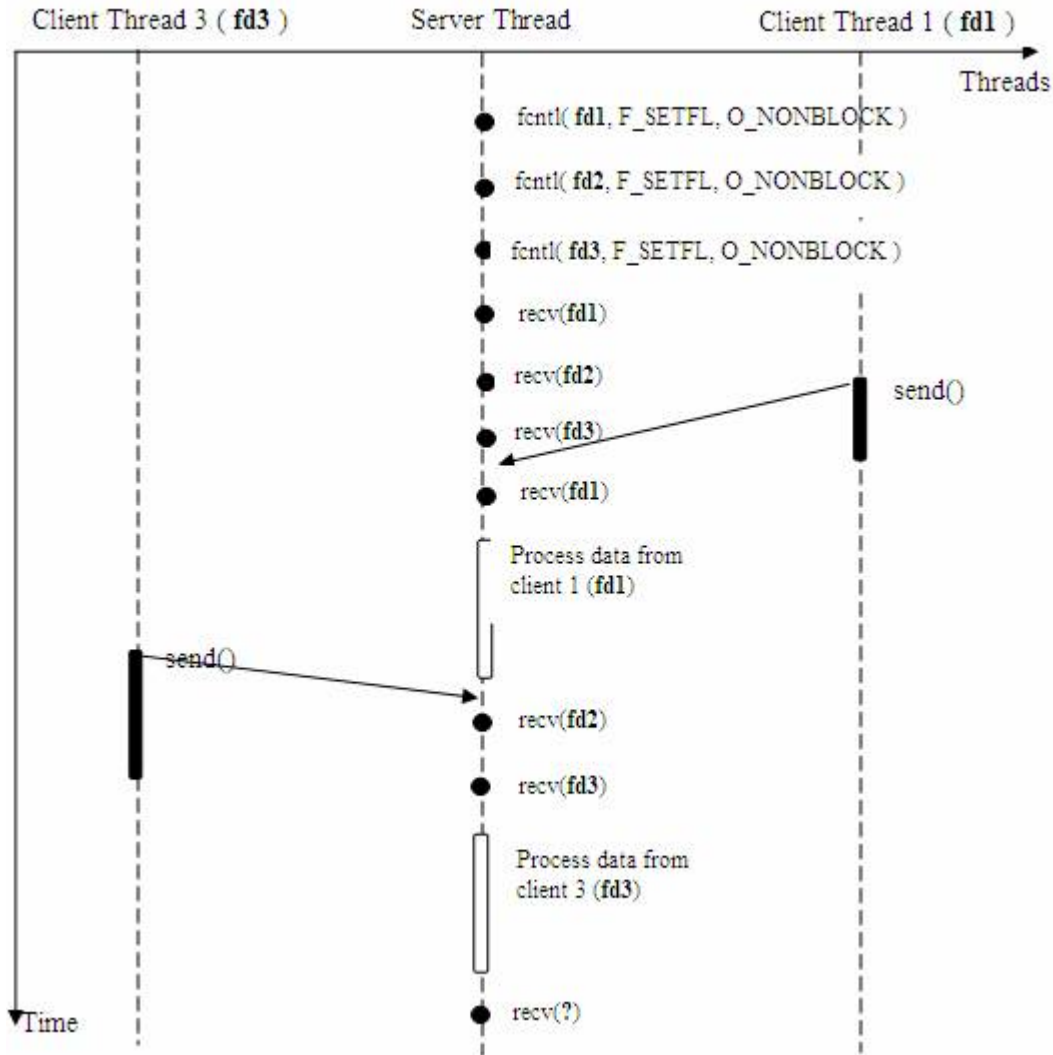 Client Thread 3 ( fd3 )
Server Thread
Client Thread 1 ( fd1 )
Threads
fcntl( fd1, F_SETFL, O_NONBLOCK )
fcntl( fd2, F_SETFL, O_NONBLOCK )
fcntl( fd3, F_SETFL, O_NONBLOCK )
recv(fd1)
recv(fd2)
send()
recv(fd3)
recv(fd1)
Process data from
client 1 (fd1)
send()
recv(fd2)
recv(fd3)
Process data from
client 3 (fd3)
recv(?)
Time